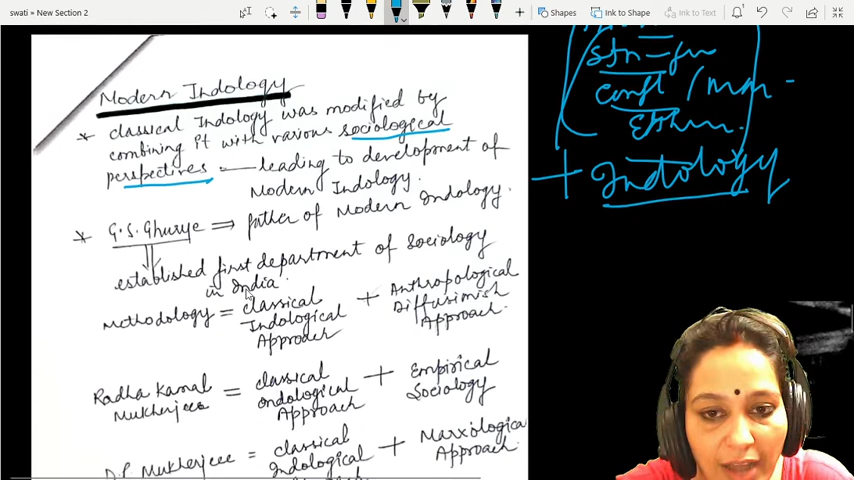 swati » New Section 2
Shapes
Ink to Shape
Ink to Text
Modern Indology
* classical Indology was modified by
combining it with various sociological
perspectives — leading to development of
Modern Indology.
* G.S. Ghurye ⇒ father of Modern Indology.
established first department of Sociology
in India.
Methodology = classical Indological Approach + Anthropological Diffusimish Approach.
Radha Kamal Mukherjee = classical ondological Approach + Empirical Sociology
D.P. Mukherjee = classical Indological + Marxiologica Approach.
+ Indology